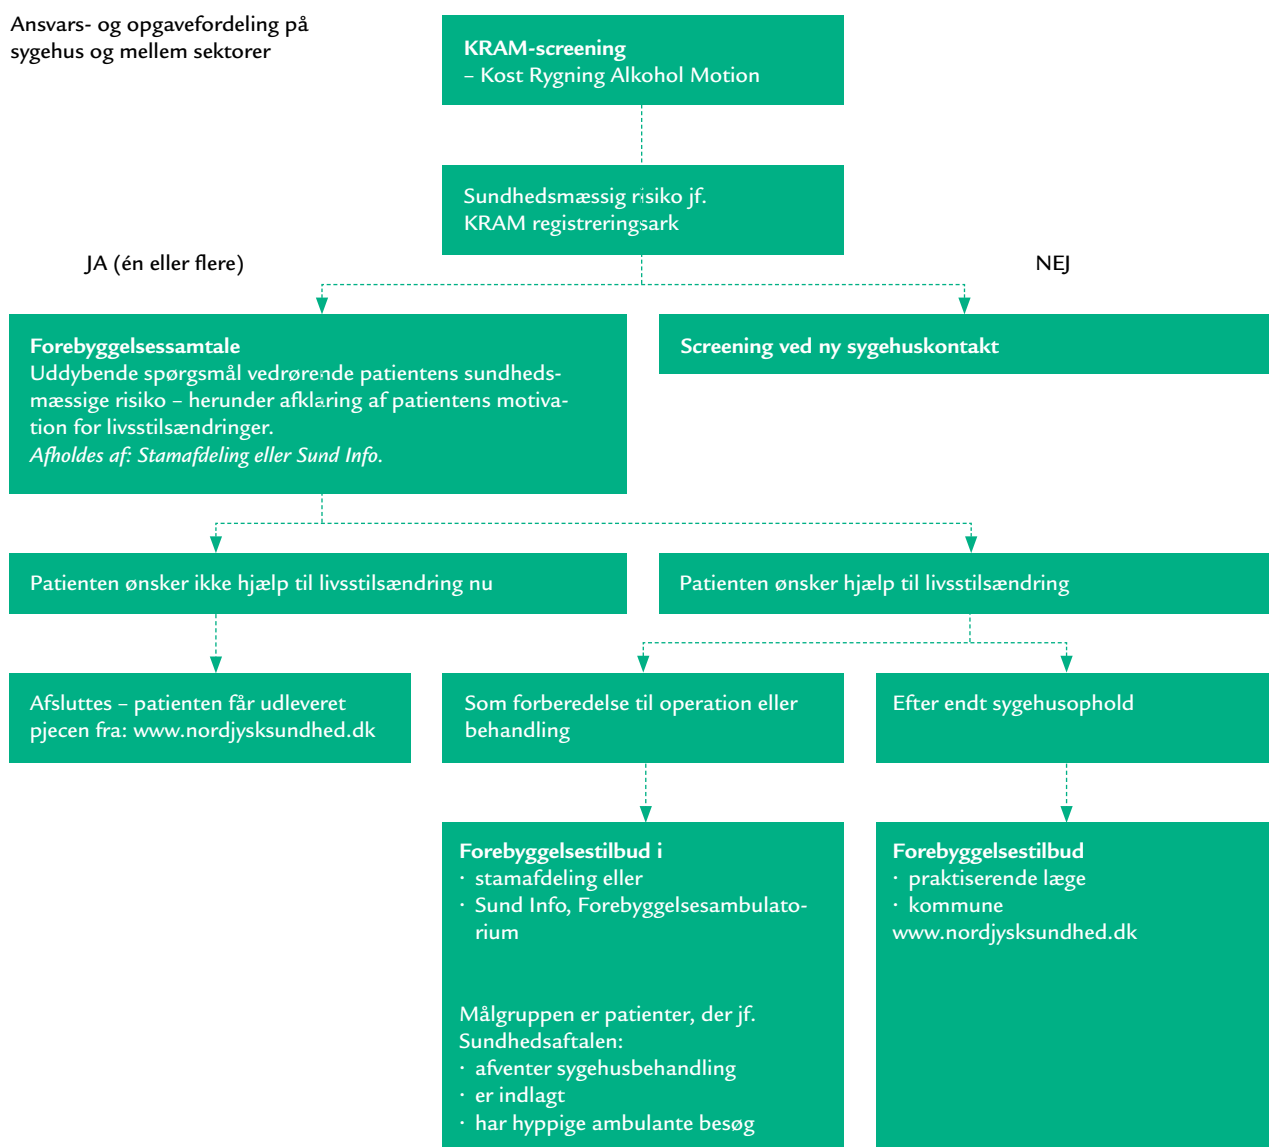 Ansvars- og opgavefordeling på
sygehus og mellem sektorer
KRAM-screening
– Kost Rygning Alkohol Motion
Sundhedsmæssig risiko jf.
KRAM registreringsark
JA (én eller flere)
NEJ
Forebyggelsessamtale
Uddybende spørgsmål vedrørende patientens sundheds-
mæssige risiko – herunder afklaring af patientens motiva-
tion for livsstilsændringer.
Afholdes af: Stamafdeling eller Sund Info.
Screening ved ny sygehuskontakt
Patienten ønsker ikke hjælp til livsstilsændring nu
Patienten ønsker hjælp til livsstilsændring
Afsluttes – patienten får udleveret
pjecen fra: www.nordjysksundhed.dk
Som forberedelse til operation eller
behandling
Efter endt sygehusophold
Forebyggelsestilbud i
· stamafdeling eller
· Sund Info, Forebyggelsesambulato-
rium
Målgruppen er patienter, der jf.
Sundhedsaftalen:
· afventer sygehusbehandling
· er indlagt
· har hyppige ambulante besøg
Forebyggelsestilbud
· praktiserende læge
· kommune
www.nordjysksundhed.dk